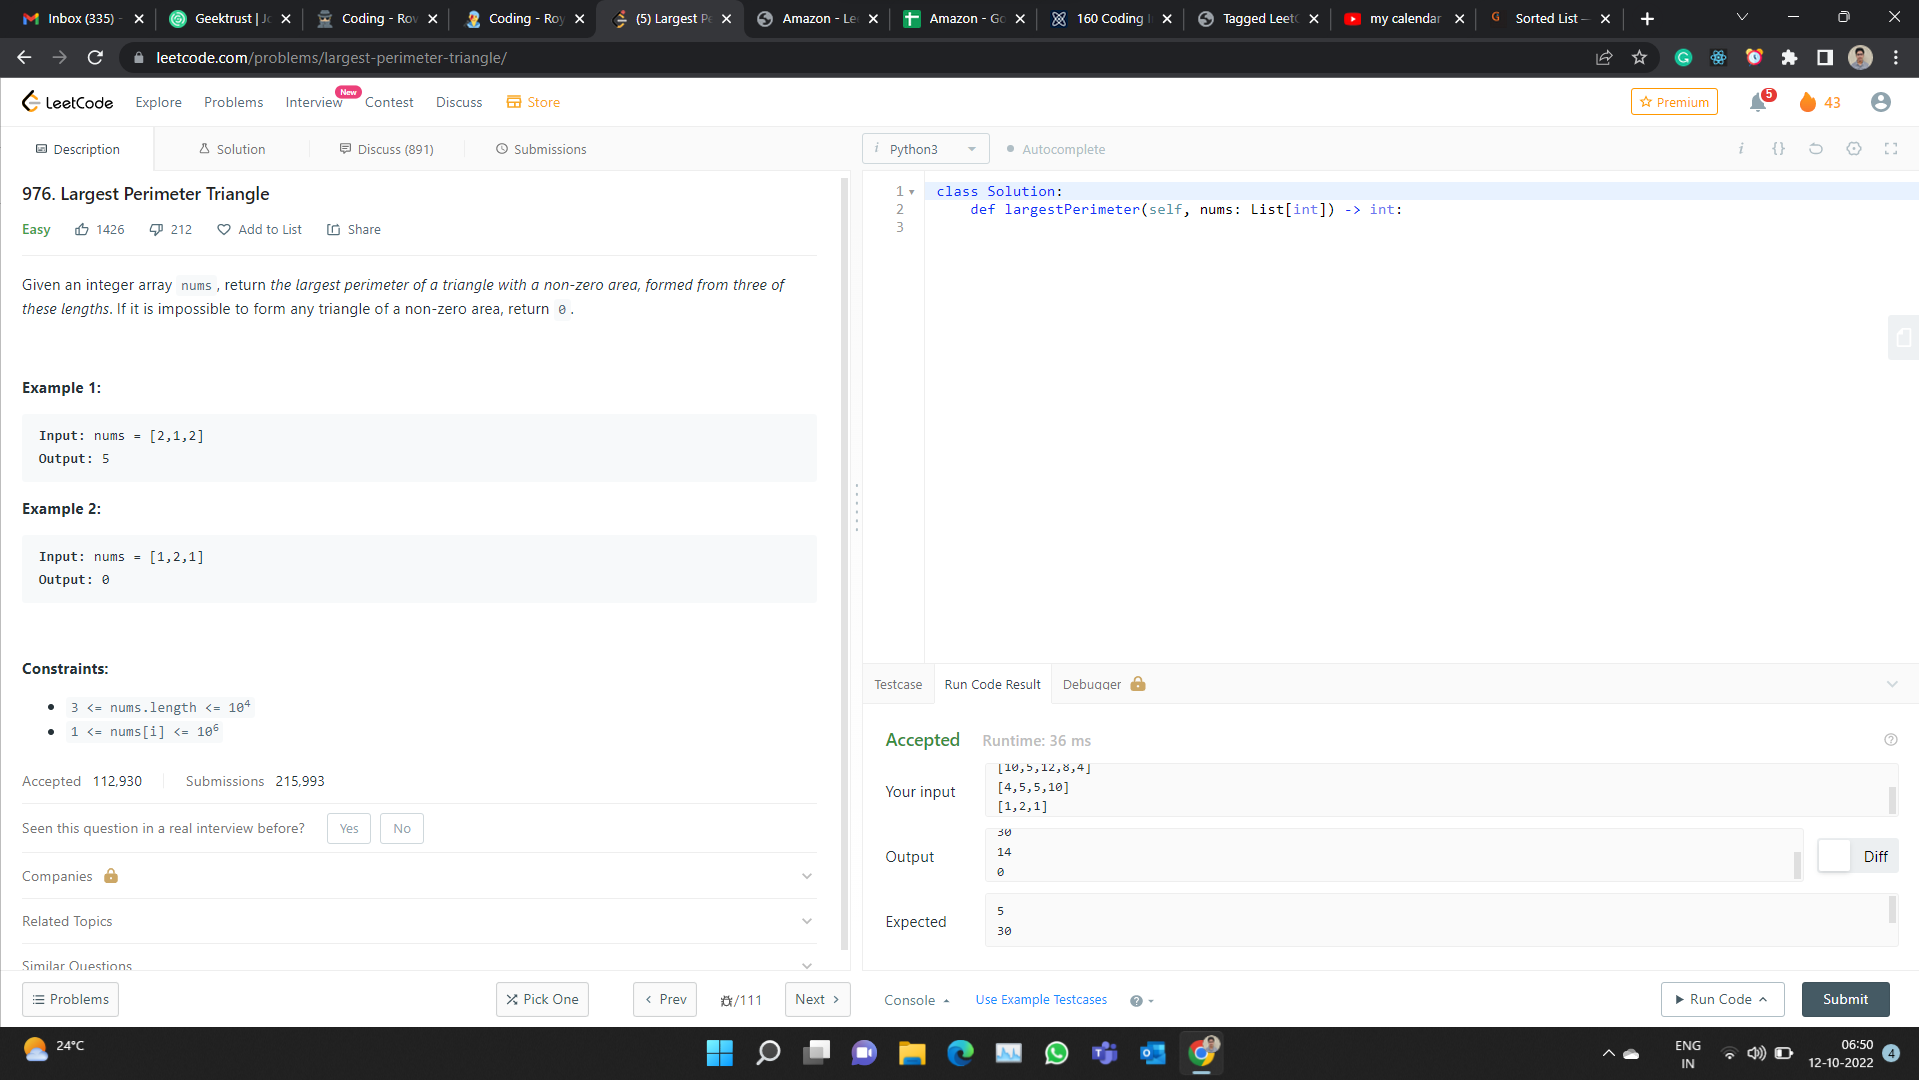 Inbox (335) -
Geektrust | Jo
Coding - Rov
Coding - Roy
(5) Largest Pe
Amazon - Lee
Amazon - Go
160 Coding I
Tagged LeetC
my calendar
Sorted List –
leetcode.com/problems/largest-perimeter-triangle/
LeetCode
Explore
Problems
Interview
New
Contest
Discuss
Store
Premium
5
43
Description
Solution
Discuss (891)
Submissions
i Python3
Autocomplete
i {}
976. Largest Perimeter Triangle
Easy 1426 212 Add to List Share
Given an integer array nums, return the largest perimeter of a triangle with a non-zero area, formed from three of
these lengths. If it is impossible to form any triangle of a non-zero area, return 0.
Example 1:
Input: nums = [2,1,2]
Output: 5
Example 2:
Input: nums = [1,2,1]
Output: 0
Constraints:
3 <= nums.length <= 10⁴
1 <= nums[i] <= 10⁶
Accepted 112,930 Submissions 215,993
Seen this question in a real interview before? Yes No
Companies
Related Topics
Similar Questions
Problems
Pick One
Prev
/111
Next
1 class Solution:
2 def largestPerimeter(self, nums: List[int]) -> int:
3
Testcase
Run Code Result
Debugger
Accepted Runtime: 36 ms
Your input
[10,5,12,8,4]
[4,5,5,10]
[1,2,1]
Output
30
14
0
Diff
Expected
5
30
Console
Use Example Testcases
Run Code
Submit
24°C
ENG
IN
06:50
12-10-2022
4